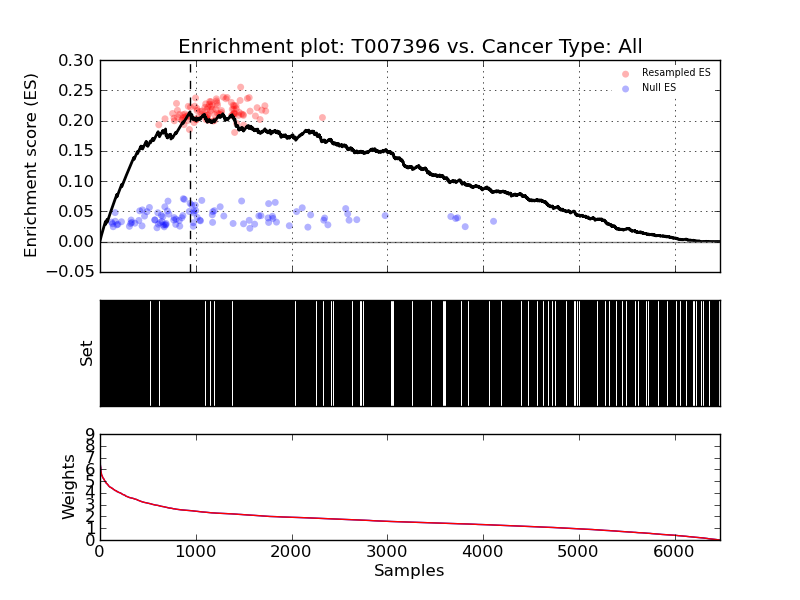 Enrichment plot: T007396 vs. Cancer Type: All
0.30
0.25
0.20
0.15
0.10
0.05
0.00
−0.05
Enrichment score (ES)
Resampled ES
Null ES
Set
9
8
7
6
5
4
3
2
1
0
Weights
0 1000 2000 3000 4000 5000 6000
Samples